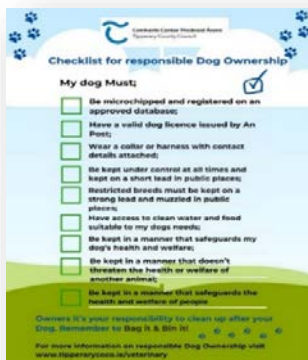 Comhairle Contae Thiobraid Árann
Tipperary County Council
Checklist for responsible Dog Ownership
My dog Must;
Be microchipped and registered on an
approved database;
Have a valid dog licence issued by An
Post;
Wear a collar or harness with contact
details attached;
Be kept under control at all times and
kept on a short lead in public places;
Restricted breeds must be kept on a
strong lead and muzzled in public
places;
Have access to clean water and food
suitable to my dogs needs;
Be kept in a manner that safeguards my
dog's health and welfare;
Be kept in a manner that doesn't
threaten the health or welfare of
another animal;
Be kept in a manner that safeguards the
health and welfare of people
Owners it's your responsibility to clean up after your
Dog. Remember to Bag it & Bin it!
For more information on responsible Dog Ownership visit
www.tipperarycoco.ie/veterinary